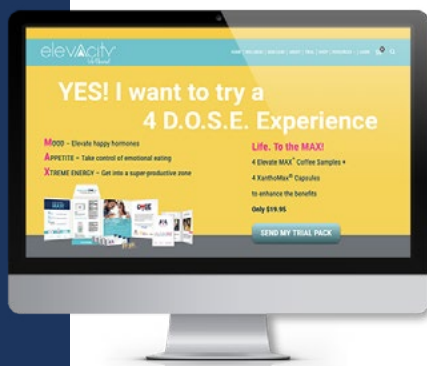 elevacity
YES! I want to try a
4 D.O.S.E. Experience
MOOD – Elevate happy hormones
APPETITE – Take control of emotional eating
XTREME ENERGY – Get into a super-productive zone
Life. To the MAX!
4 Elevate MAX™ Coffee Samples +
4 XanthoMax® Capsules
to enhance the benefits
Only $19.95
SEND MY TRIAL PACK